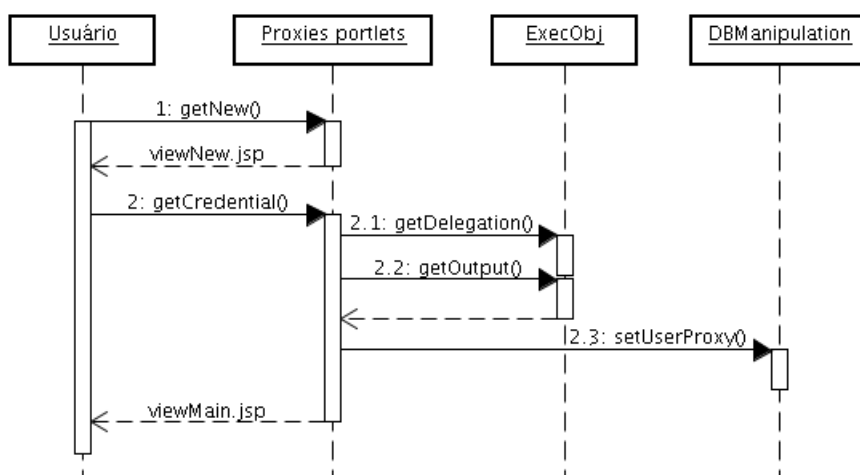 Usuário
Proxies portlets
ExecObj
DBManipulation
1: getNew()
viewNew.jsp
2: getCredential()
2.1: getDelegation()
2.2: getOutput()
2.3: setUserProxy()
viewMain.jsp